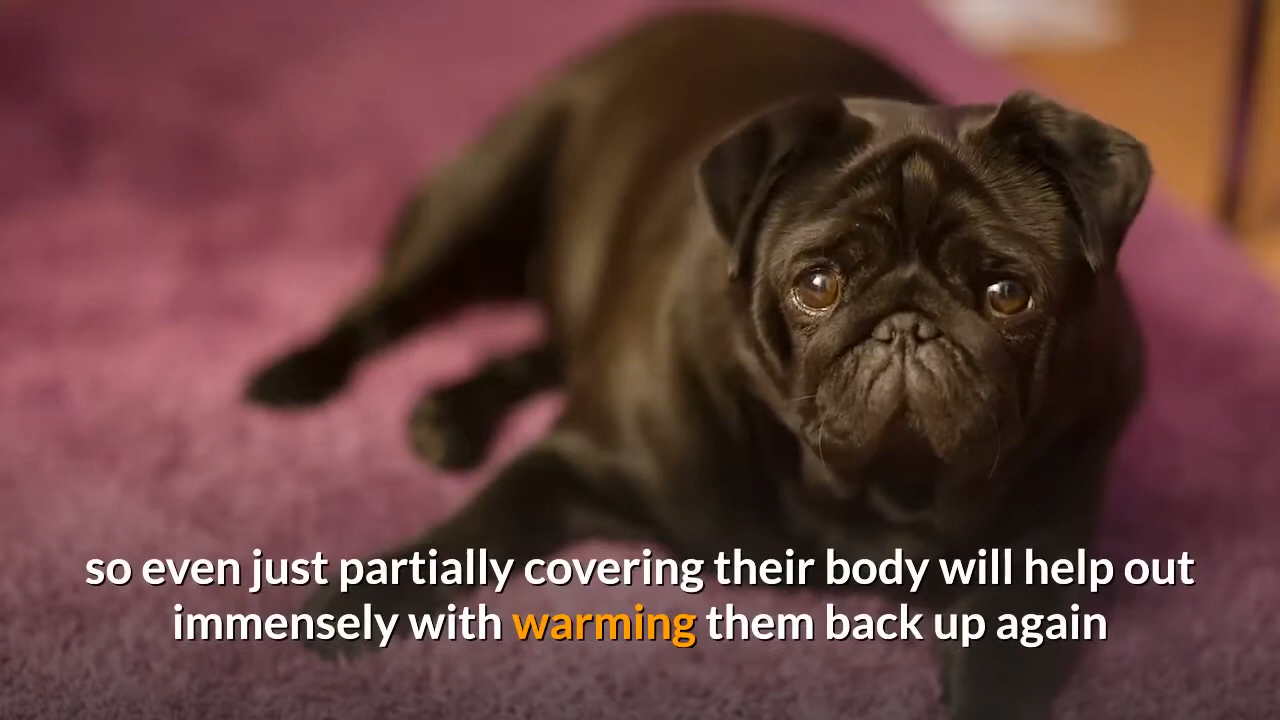 so even just partially covering their body will help out
immensely with warming them back up again